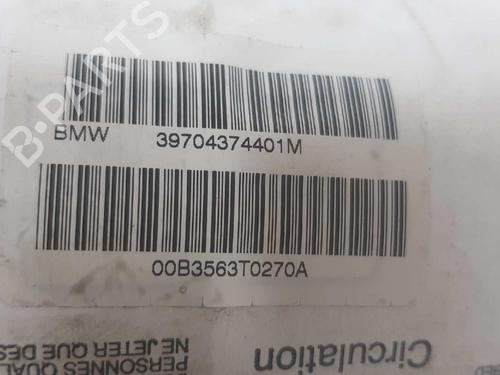 B-PARTS
BMW 39704374401M
00B3563T0270A
Circulation
PERSONNES QUAL
NE JETER QUE DES